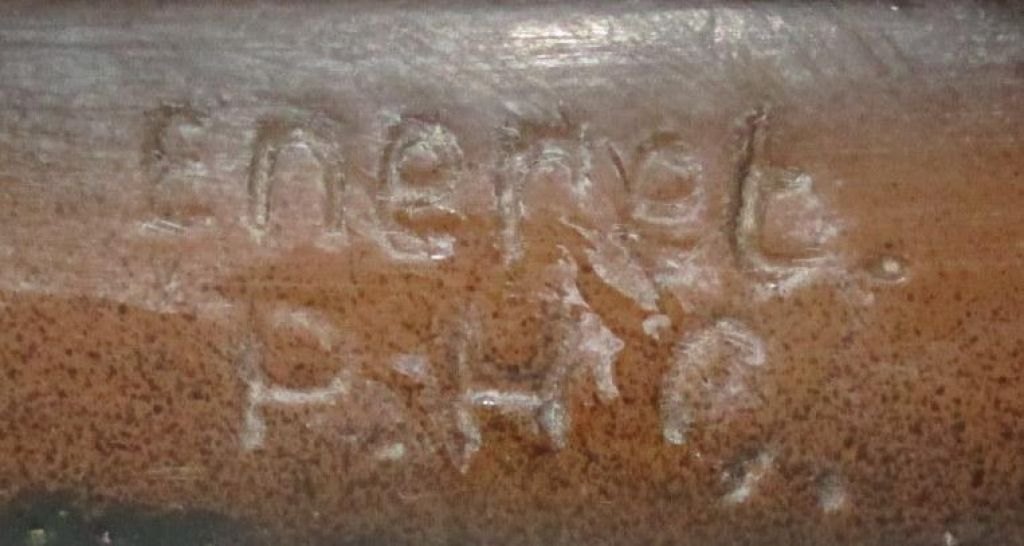 EnereL.
P.H C